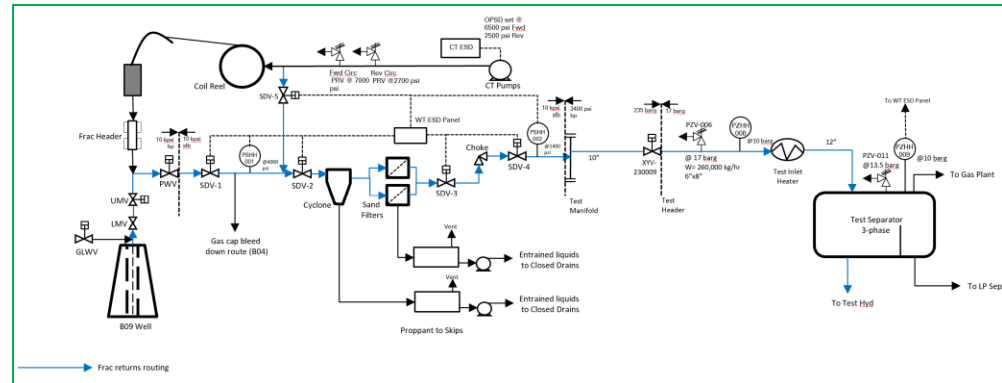 OPSD set @
6500 psi Fwd
2500 psi Rev
CT ESD
Coil Reel
Fwd Circ
PRV @ 7000
psi
Rev Circ
PRV @2700 psi
CT Pumps
SDV-5
To WT ESD Panel
Frac Header
10 kpsi
bp
10 kpsi
sfb
PSHH
001
@4000
psi
WT ESD Panel
Choke
PSHH
002
@1400
psi
10 kpsi
sfb
3400 psi
bp
235 barg
17 barg
PZV-006
@ 17 barg
W= 260,000 kg/hr
6"x8"
PZHH
008
@10 barg
PZHH
009
@10 barg
PZV-011
@13.5 barg
12"
10"
To Gas Plant
PWV
SDV-1
SDV-2
SDV-3
SDV-4
XYV-
230009
Test Inlet
Heater
UMV
LMV
GLWV
Cyclone
Sand
Filters
Test
Manifold
Test
Header
Test Separator
3-phase
Gas cap bleed
down route (B04)
Vent
Entrained liquids
to Closed Drains
Vent
Entrained liquids
to Closed Drains
Proppant to Skips
To Test Hyd
To LP Sep
B09 Well
Frac returns routing